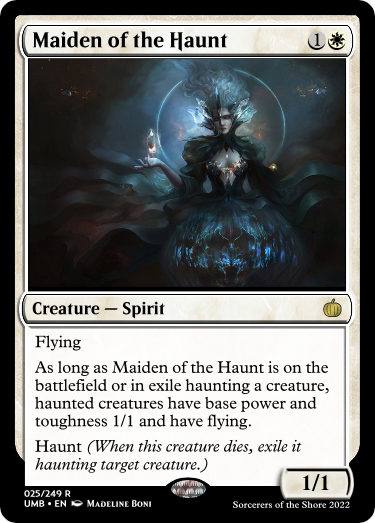 Maiden of the Haunt 1
Creature — Spirit
Flying
As long as Maiden of the Haunt is on the
battlefield or in exile haunting a creature,
haunted creatures have base power and
toughness 1/1 and have flying.
Haunt (When this creature dies, exile it
haunting target creature.)
1/1
025/249 R
UMB • EN Madeline Boni
Sorcerers of the Shore 2022